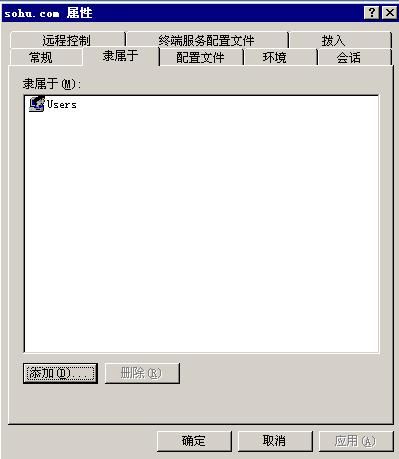 sohu.com 属性
远程控制 终端服务配置文件 拨入
常规 隶属于 配置文件 环境 会话
隶属于(M):
Users
添加(D)... 删除(R)
确定 取消 应用(A)